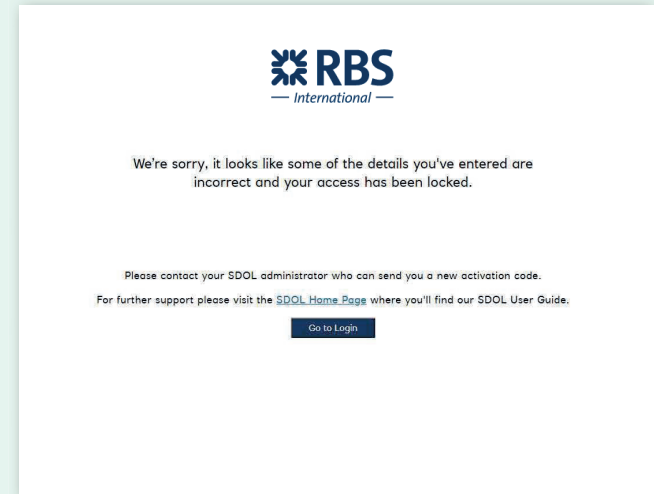 RBS
International
We're sorry, it looks like some of the details you've entered are
incorrect and your access has been locked.
Please contact your SDOL administrator who can send you a new activation code.
For further support please visit the SDOL Home Page where you'll find our SDOL User Guide.
Go to Login